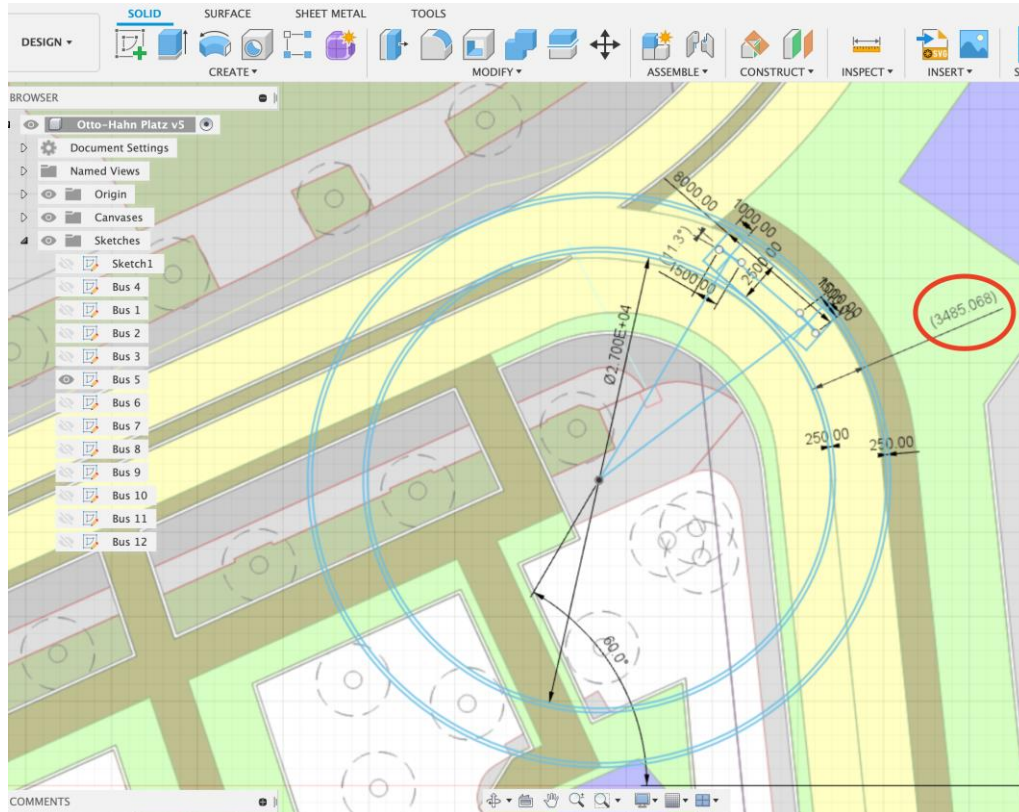 SOLID SURFACE SHEET METAL TOOLS
DESIGN
CREATE MODIFY ASSEMBLE CONSTRUCT INSPECT INSERT S
BROWSER
Otto-Hahn Platz v5
Document Settings
Named Views
Origin
Canvases
Sketches
Sketch1
Bus 4
Bus 1
Bus 2
Bus 3
Bus 5
Bus 6
Bus 7
Bus 8
Bus 9
Bus 10
Bus 11
Bus 12
8000.00
1000.00
2500.00
1500.00
(3485.068)
Ø2.700E+04
250.00
250.00
60.0°
COMMENTS